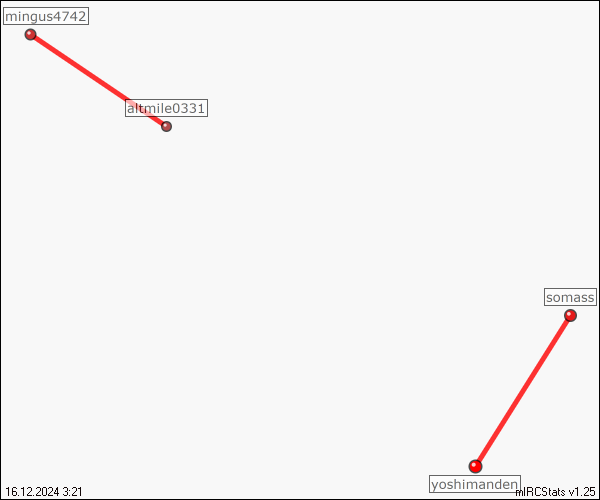 mingus4742
altmile0331
somass
yoshimanden
16.12.2024 3:21
mIRCStats v1.25